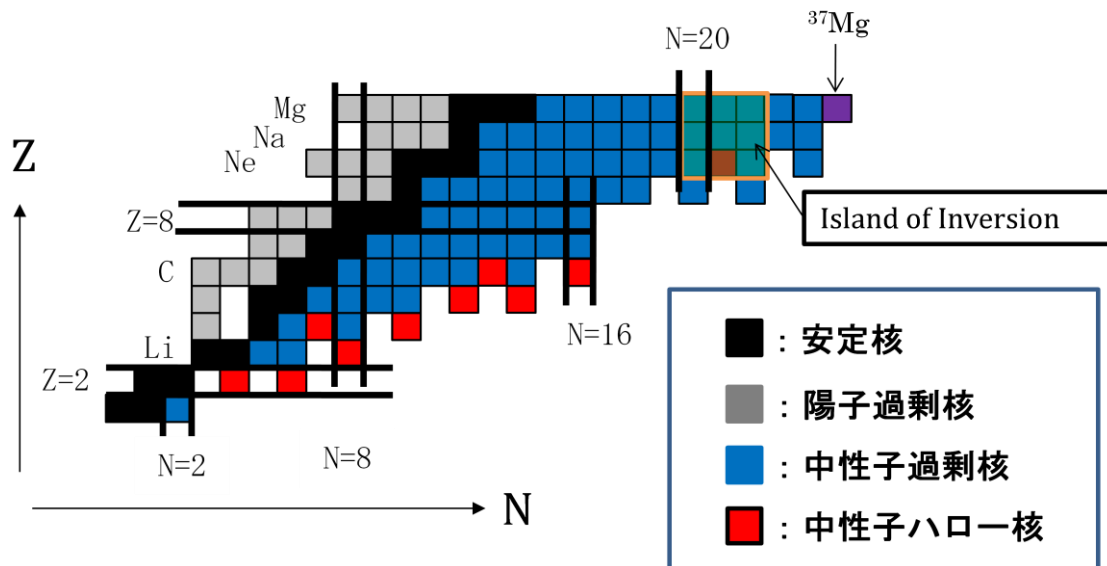 ³⁷Mg
N=20
Mg
Na
Ne
Z
Z=8
Island of Inversion
C
N=16
Li
Z=2
N=2
N=8
N
：安定核
：陽子過剰核
：中性子過剰核
：中性子ハロー核